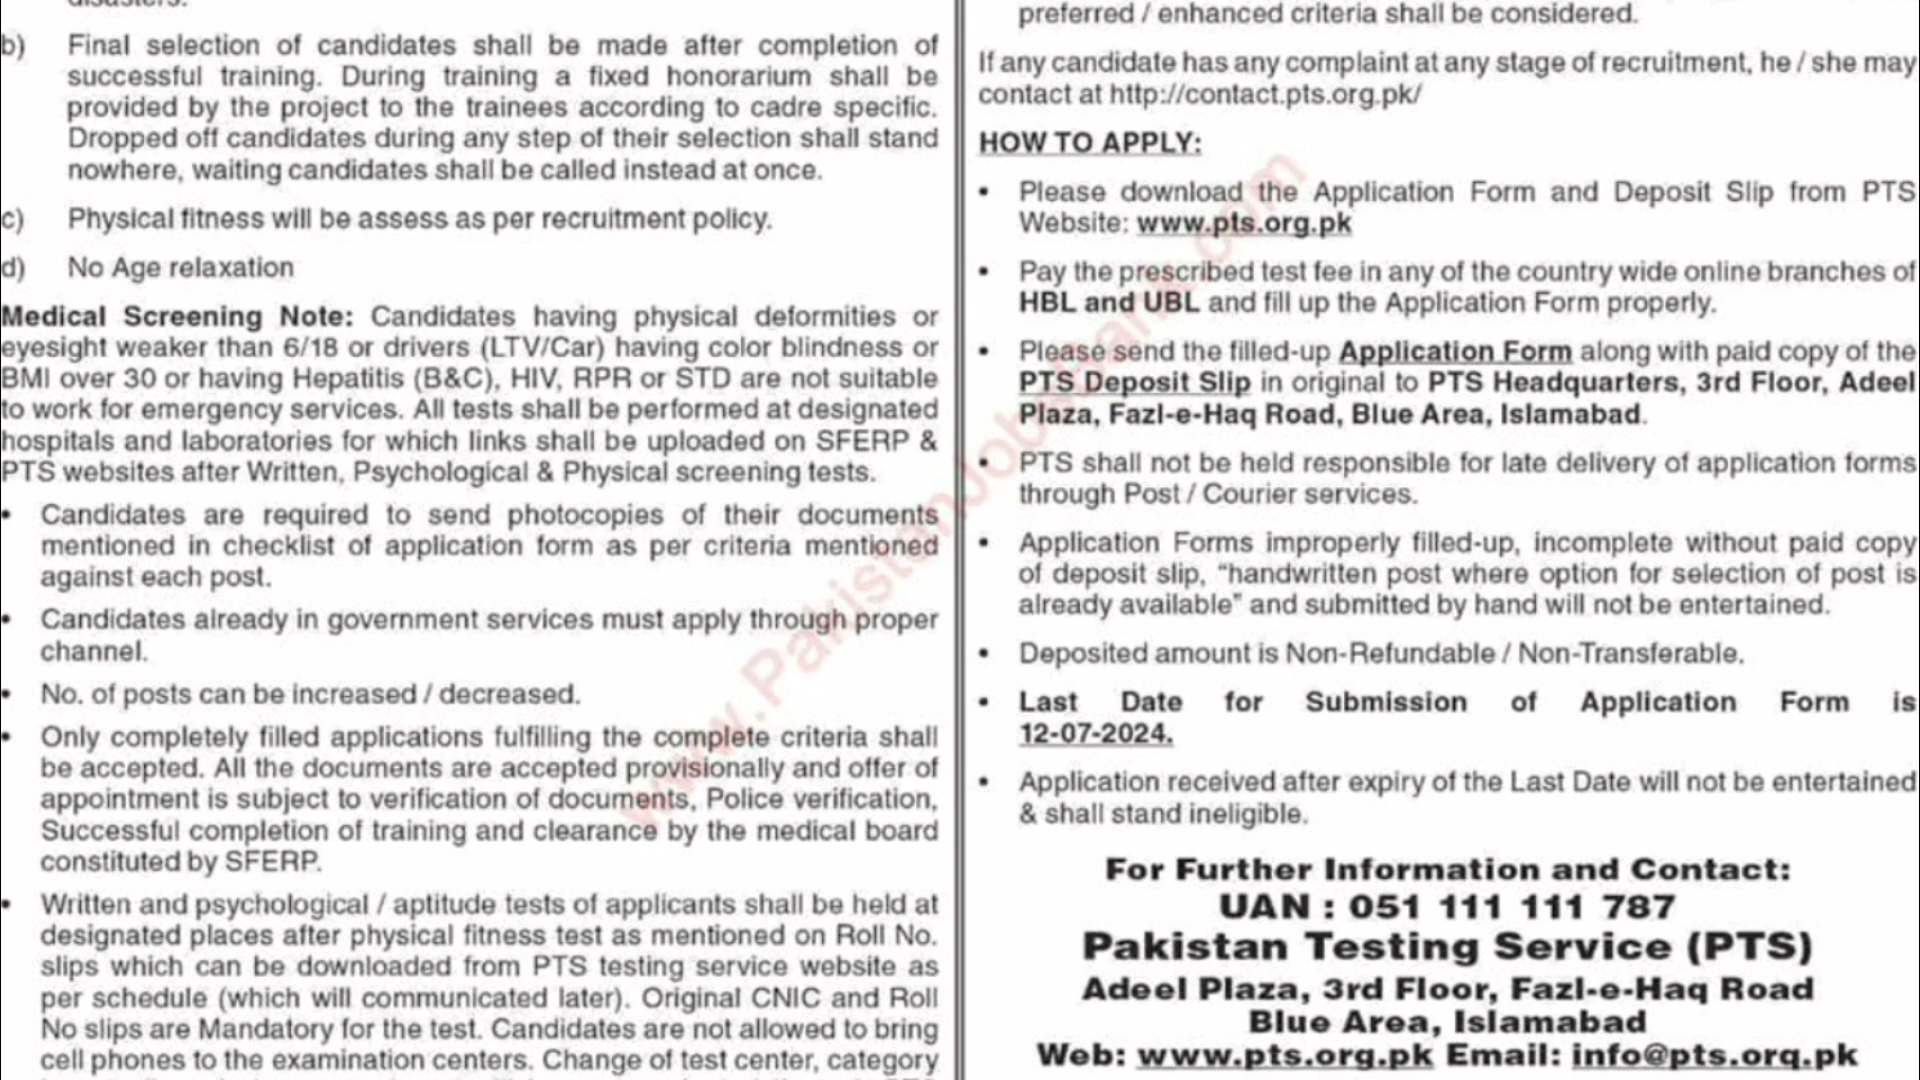 disasters.
b) Final selection of candidates shall be made after completion of
successful training. During training a fixed honorarium shall be
provided by the project to the trainees according to cadre specific.
Dropped off candidates during any step of their selection shall stand
nowhere, waiting candidates shall be called instead at once.
c) Physical fitness will be assess as per recruitment policy.
d) No Age relaxation
Medical Screening Note: Candidates having physical deformities or
eyesight weaker than 6/18 or drivers (LTV/Car) having color blindness or
BMI over 30 or having Hepatitis (B&C), HIV, RPR or STD are not suitable
to work for emergency services. All tests shall be performed at designated
hospitals and laboratories for which links shall be uploaded on SFERP &
PTS websites after Written, Psychological & Physical screening tests.
• Candidates are required to send photocopies of their documents
mentioned in checklist of application form as per criteria mentioned
against each post.
• Candidates already in government services must apply through proper
channel.
• No. of posts can be increased / decreased.
• Only completely filled applications fulfilling the complete criteria shall
be accepted. All the documents are accepted provisionally and offer of
appointment is subject to verification of documents, Police verification,
Successful completion of training and clearance by the medical board
constituted by SFERP.
• Written and psychological / aptitude tests of applicants shall be held at
designated places after physical fitness test as mentioned on Roll No.
slips which can be downloaded from PTS testing service website as
per schedule (which will communicated later). Original CNIC and Roll
No slips are Mandatory for the test. Candidates are not allowed to bring
cell phones to the examination centers. Change of test center, category
preferred / enhanced criteria shall be considered.
If any candidate has any complaint at any stage of recruitment, he / she may
contact at http://contact.pts.org.pk/
HOW TO APPLY:
• Please download the Application Form and Deposit Slip from PTS
Website: www.pts.org.pk
• Pay the prescribed test fee in any of the country wide online branches of
HBL and UBL and fill up the Application Form properly.
• Please send the filled-up Application Form along with paid copy of the
PTS Deposit Slip in original to PTS Headquarters, 3rd Floor, Adeel
Plaza, Fazl-e-Haq Road, Blue Area, Islamabad.
• PTS shall not be held responsible for late delivery of application forms
through Post / Courier services.
• Application Forms improperly filled-up, incomplete without paid copy
of deposit slip, "handwritten post where option for selection of post is
already available" and submitted by hand will not be entertained.
• Deposited amount is Non-Refundable / Non-Transferable.
• Last Date for Submission of Application Form is
12-07-2024.
• Application received after expiry of the Last Date will not be entertained
& shall stand ineligible.
For Further Information and Contact:
UAN : 051 111 111 787
Pakistan Testing Service (PTS)
Adeel Plaza, 3rd Floor, Fazl-e-Haq Road
Blue Area, Islamabad
Web: www.pts.org.pk Email: info@pts.org.pk
www.PakistanJobsBank.com